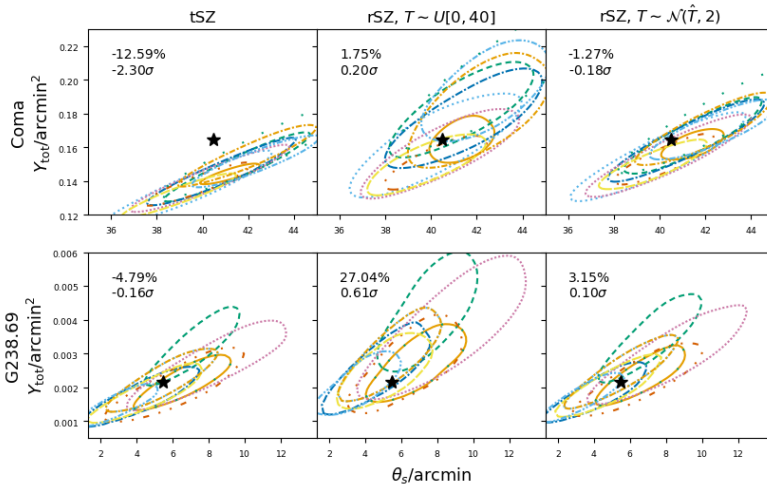 tSZ
rSZ, T ~ U[0, 40]
rSZ, T ~ 𝒩(T̂, 2)
Coma
Y_tot/arcmin²
0.22
0.20
0.18
0.16
0.14
0.12
-12.59%
-2.30σ
1.75%
0.20σ
-1.27%
-0.18σ
36 38 40 42 44
36 38 40 42 44
36 38 40 42 44
G238.69
Y_tot/arcmin²
0.006
0.005
0.004
0.003
0.002
0.001
-4.79%
-0.16σ
27.04%
0.61σ
3.15%
0.10σ
2 4 6 8 10 12
2 4 6 8 10 12
2 4 6 8 10 12
θ_s/arcmin